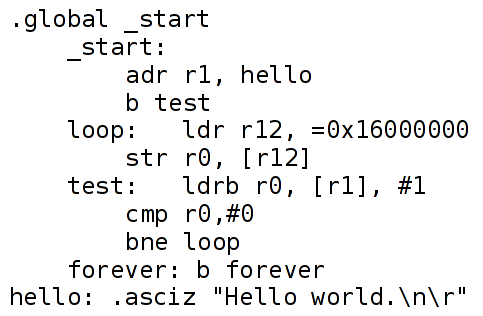 .global _start
_start:
adr r1, hello
b test
loop: ldr r12, =0x16000000
str r0, [r12]
test: ldrb r0, [r1], #1
cmp r0,#0
bne loop
forever: b forever
hello: .asciz "Hello world.\n\r"